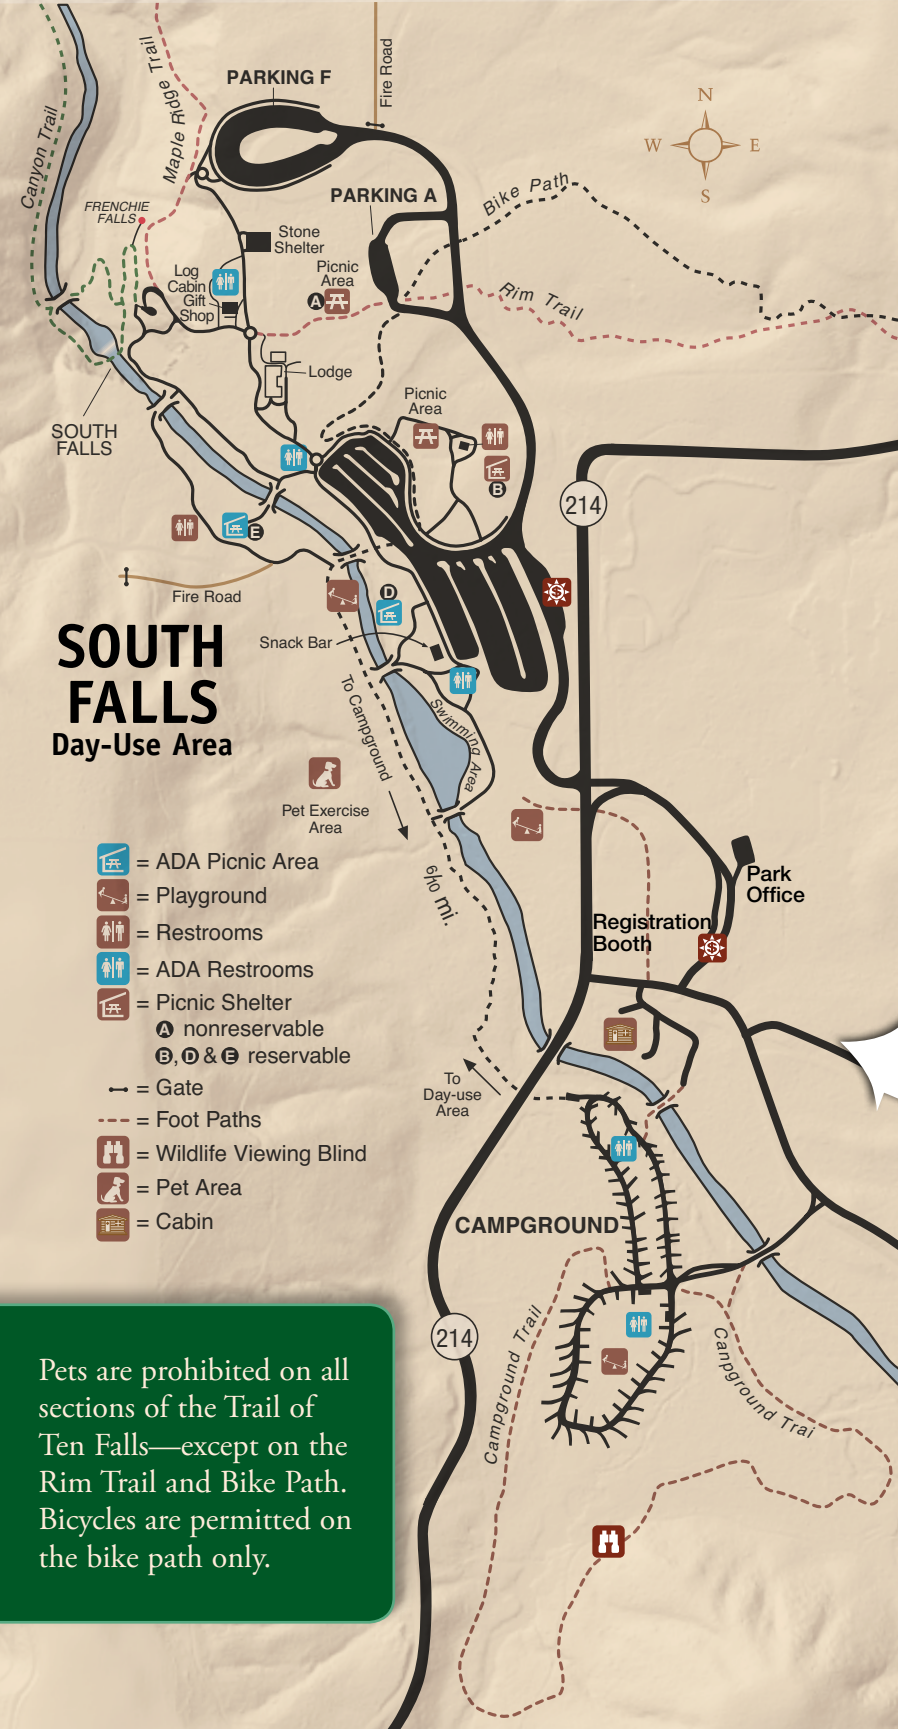 Canyon Trail
Maple Ridge Trail
PARKING F
Fire Road
N
W
E
S
PARKING A
Bike Path
FRENCHIE
FALLS
Stone
Shelter
Log
Cabin
Gift
Shop
Picnic
Area
A
Rim Trail
Lodge
Picnic
Area
SOUTH
FALLS
B
214
E
Fire Road
D
$
Snack Bar
SOUTH
FALLS
Day-Use Area
To Campground
Swimming Area
Pet Exercise
Area
6/10 mi.
Park
Office
Registration
Booth
$
= ADA Picnic Area
= Playground
= Restrooms
= ADA Restrooms
= Picnic Shelter
A nonreservable
B, D & E reservable
= Gate
= Foot Paths
= Wildlife Viewing Blind
= Pet Area
= Cabin
To
Day-use
Area
CAMPGROUND
214
Campground Trail
Canpground Trai
Pets are prohibited on all
sections of the Trail of
Ten Falls—except on the
Rim Trail and Bike Path.
Bicycles are permitted on
the bike path only.